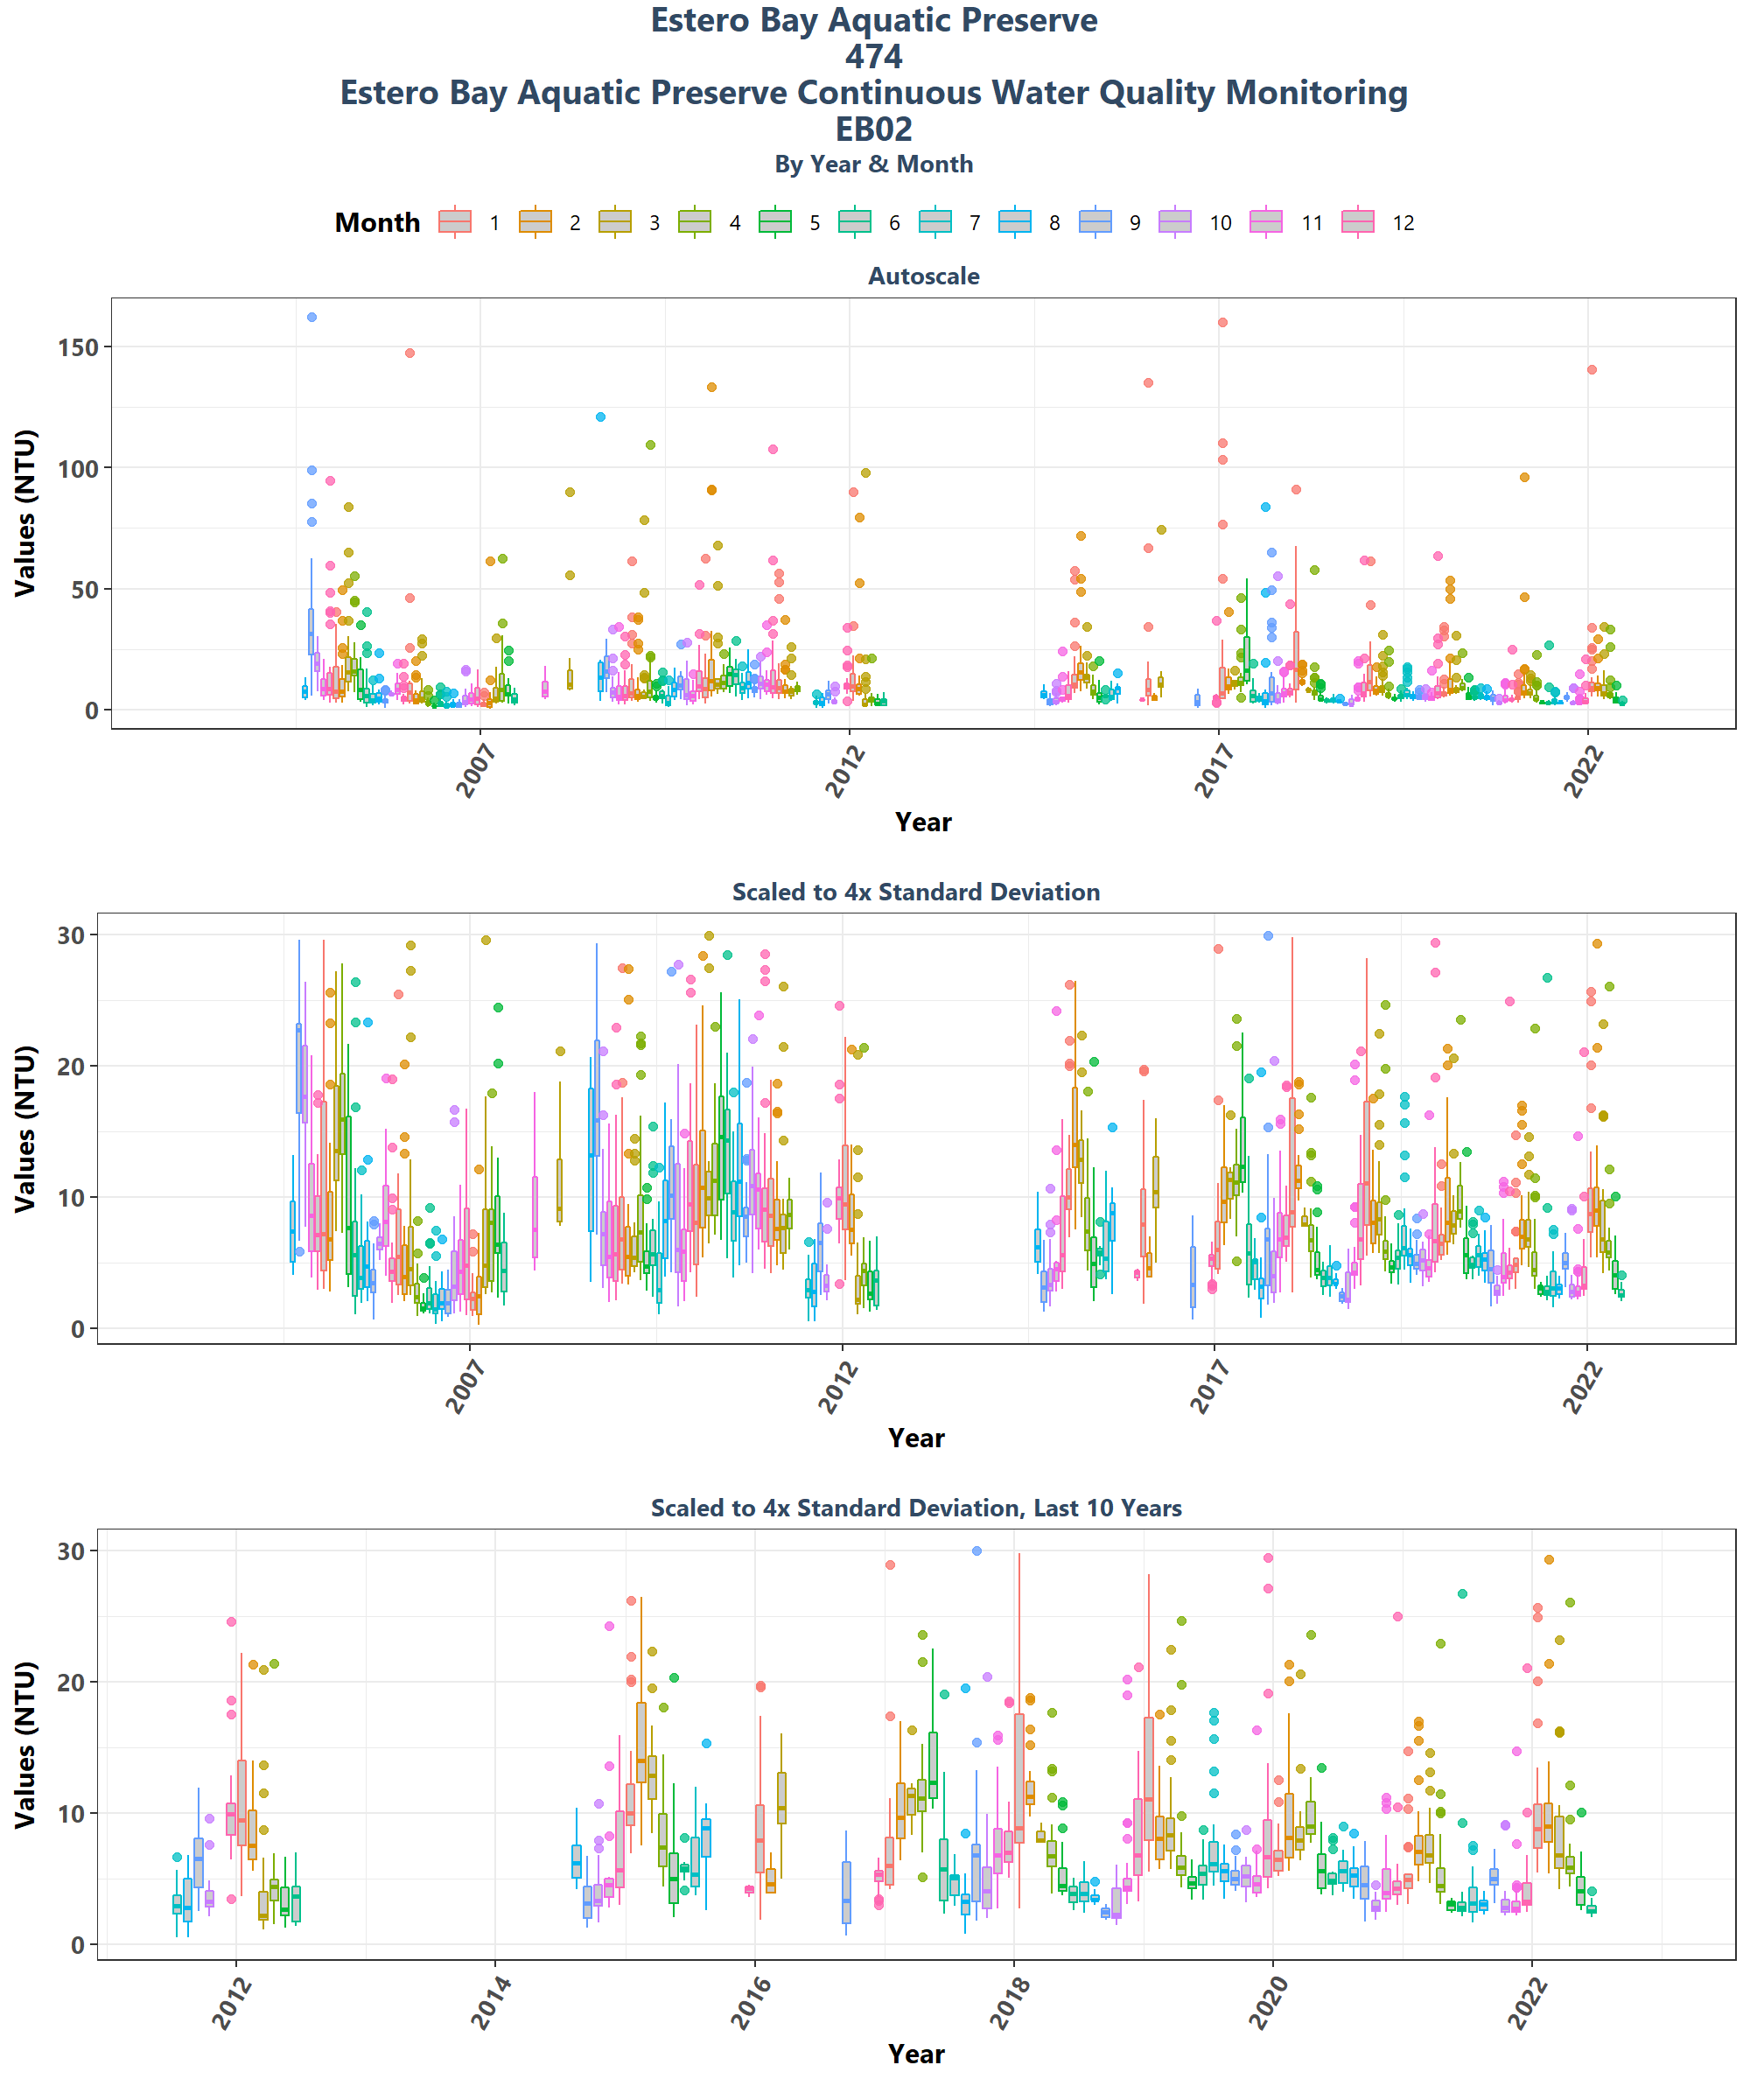 Estero Bay Aquatic Preserve
474
Estero Bay Aquatic Preserve Continuous Water Quality Monitoring
EB02
By Year & Month
Month 1 2 3 4 5 6 7 8 9 10 11 12
Autoscale
Values (NTU)
150
100
50
0
2007 2012 2017 2022
Year
Scaled to 4x Standard Deviation
Values (NTU)
30
20
10
0
2007 2012 2017 2022
Year
Scaled to 4x Standard Deviation, Last 10 Years
Values (NTU)
30
20
10
0
2012 2014 2016 2018 2020 2022
Year